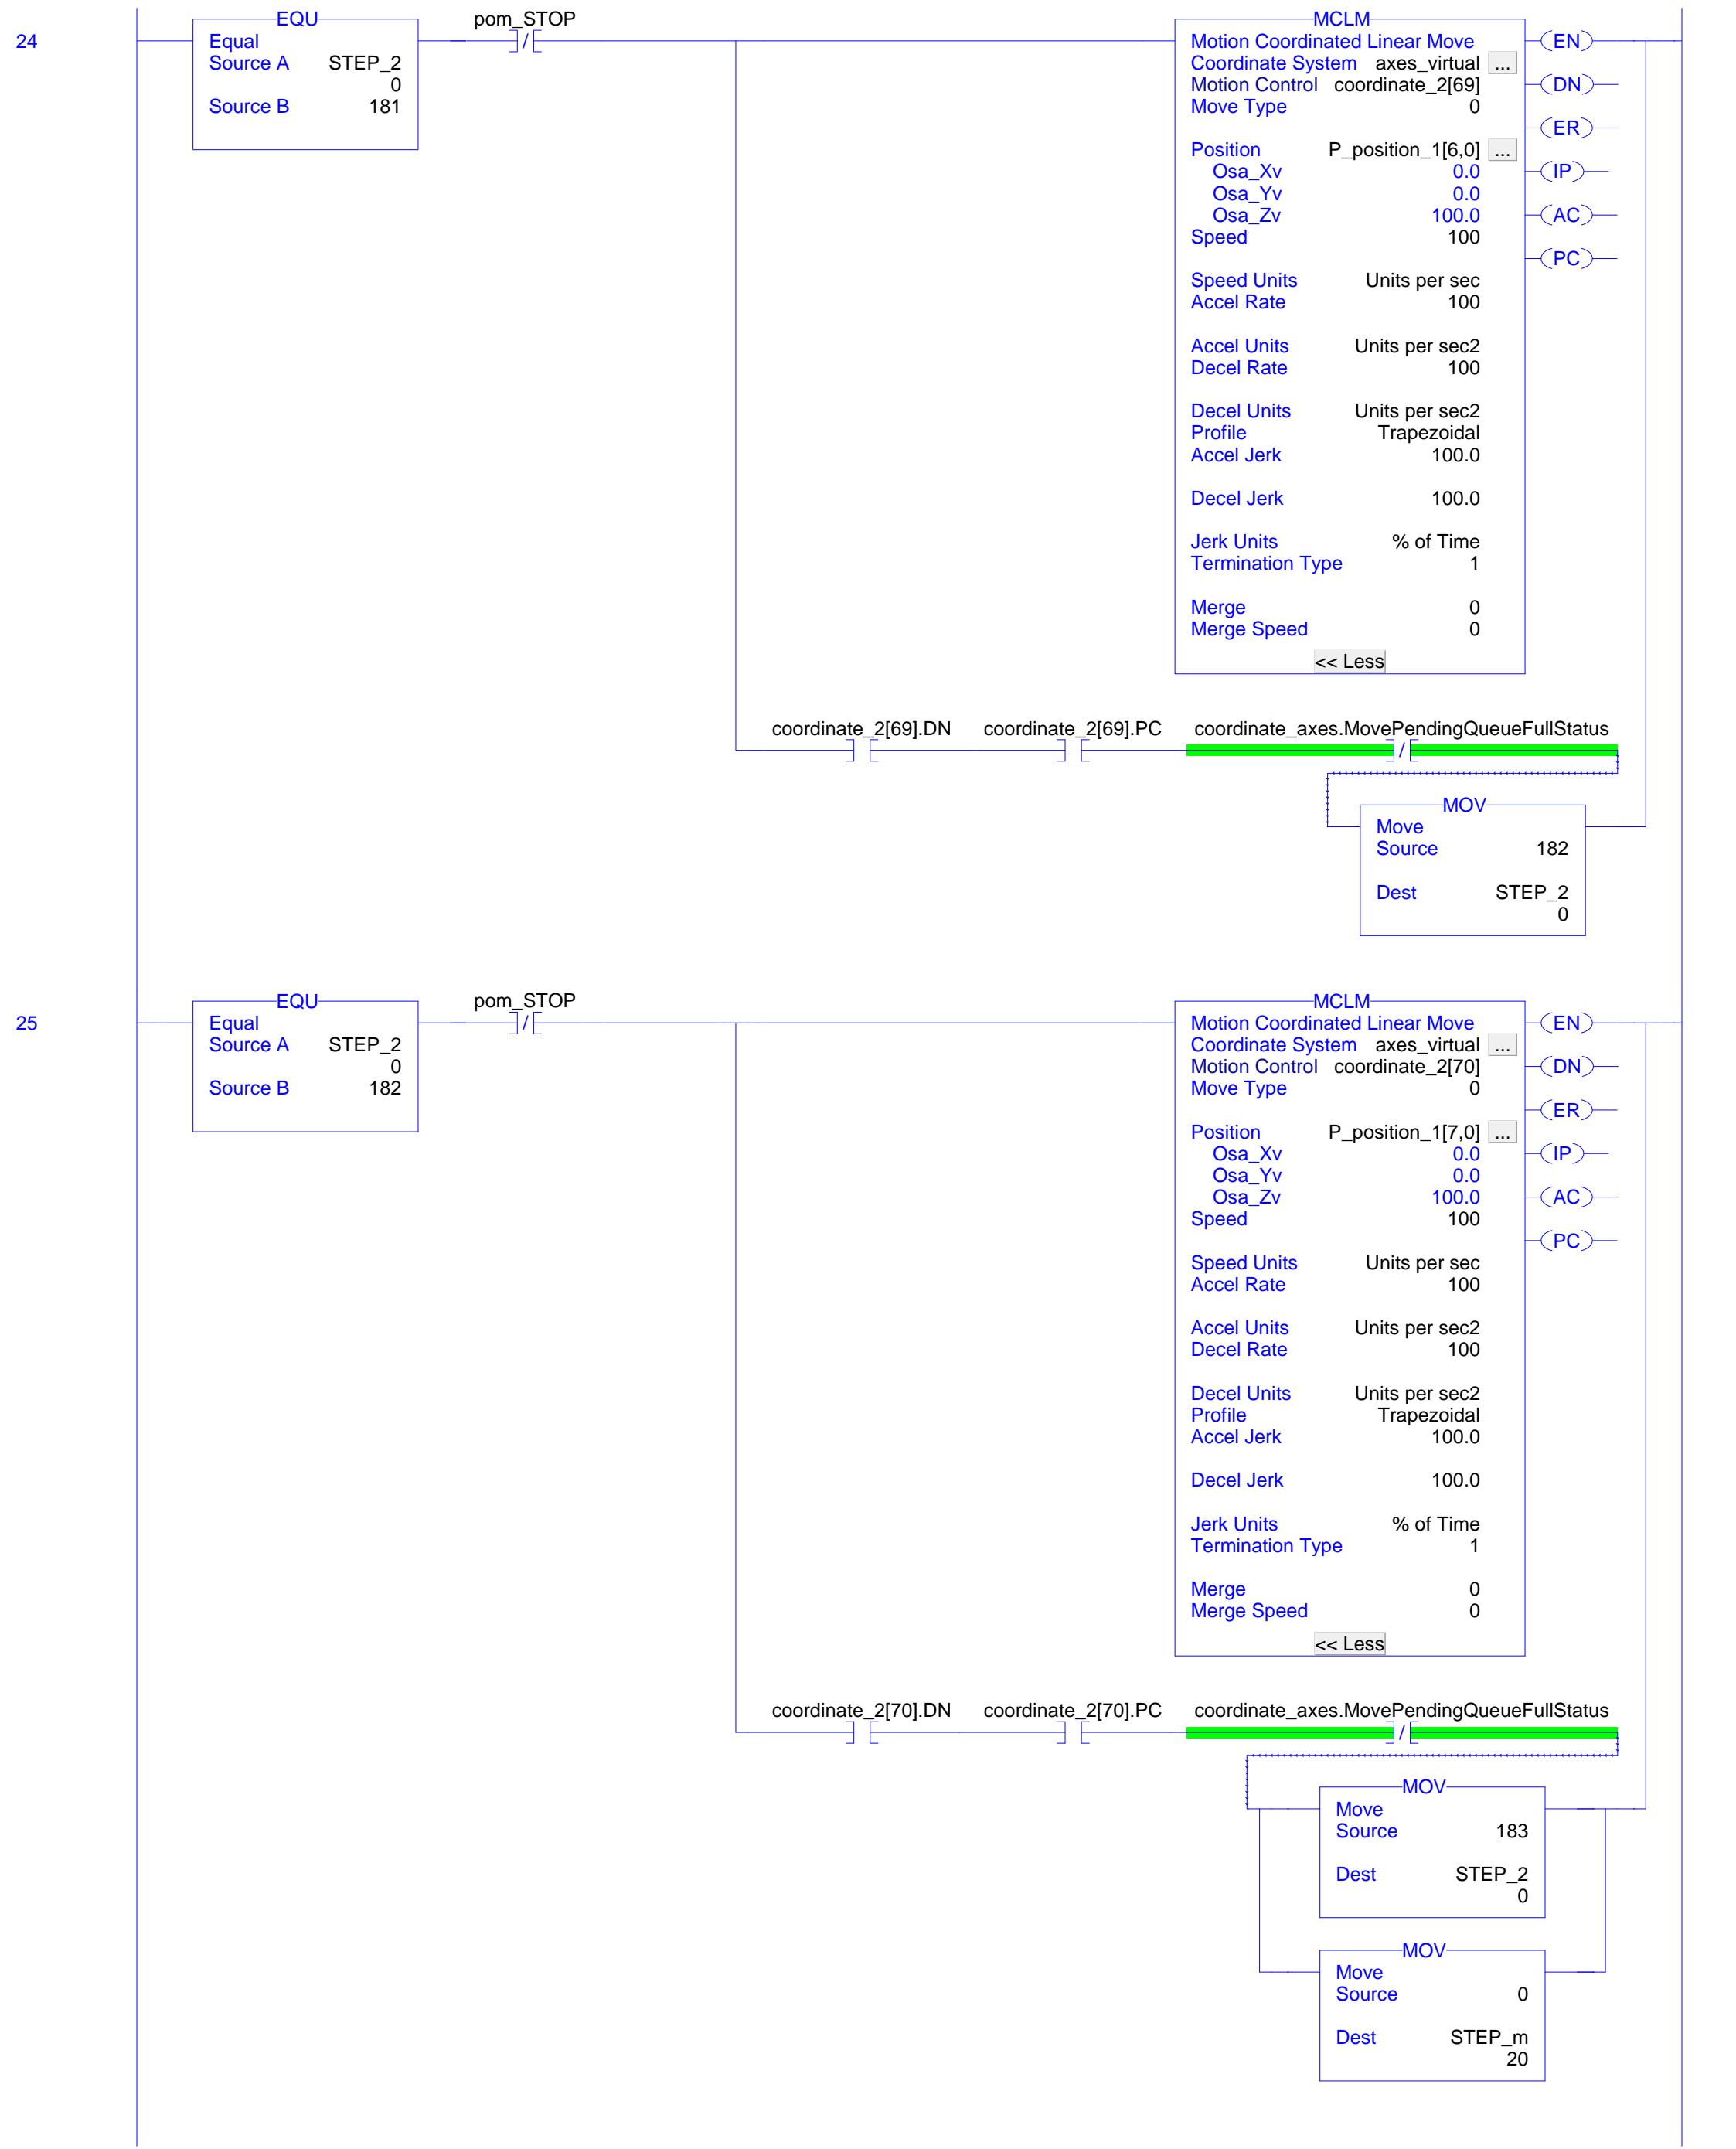 24
EQU
Equal
Source A STEP_2
0
Source B 181
pom_STOP
MCLM
Motion Coordinated Linear Move
Coordinate System axes_virtual ...
Motion Control coordinate_2[69]
Move Type 0
Position P_position_1[6,0] ...
Osa_Xv 0.0
Osa_Yv 0.0
Osa_Zv 100.0
Speed 100
Speed Units Units per sec
Accel Rate 100
Accel Units Units per sec2
Decel Rate 100
Decel Units Units per sec2
Profile Trapezoidal
Accel Jerk 100.0
Decel Jerk 100.0
Jerk Units % of Time
Termination Type 1
Merge 0
Merge Speed 0
<< Less
EN
DN
ER
IP
AC
PC
coordinate_2[69].DN coordinate_2[69].PC coordinate_axes.MovePendingQueueFullStatus
MOV
Move
Source 182
Dest STEP_2
0
25
EQU
Equal
Source A STEP_2
0
Source B 182
pom_STOP
MCLM
Motion Coordinated Linear Move
Coordinate System axes_virtual ...
Motion Control coordinate_2[70]
Move Type 0
Position P_position_1[7,0] ...
Osa_Xv 0.0
Osa_Yv 0.0
Osa_Zv 100.0
Speed 100
Speed Units Units per sec
Accel Rate 100
Accel Units Units per sec2
Decel Rate 100
Decel Units Units per sec2
Profile Trapezoidal
Accel Jerk 100.0
Decel Jerk 100.0
Jerk Units % of Time
Termination Type 1
Merge 0
Merge Speed 0
<< Less
EN
DN
ER
IP
AC
PC
coordinate_2[70].DN coordinate_2[70].PC coordinate_axes.MovePendingQueueFullStatus
MOV
Move
Source 183
Dest STEP_2
0
MOV
Move
Source 0
Dest STEP_m
20